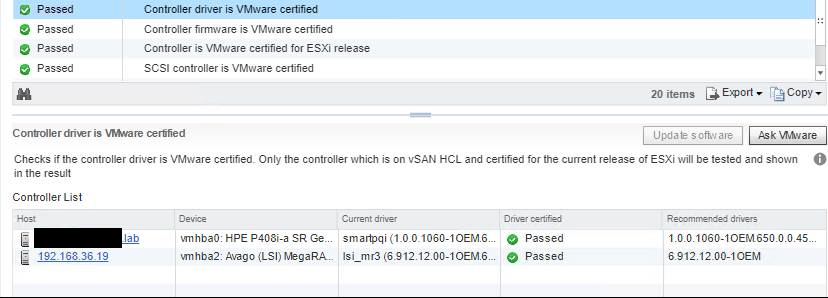 Passed Controller driver is VMware certified
Passed Controller firmware is VMware certified
Passed Controller is VMware certified for ESXi release
Passed SCSI controller is VMware certified
20 items Export Copy
Controller driver is VMware certified
Update software Ask VMware
Checks if the controller driver is VMware certified. Only the controller which is on vSAN HCL and certified for the current release of ESXi will be tested and shown
in the result
Controller List
Host Device Current driver Driver certified Recommended drivers
.lab vmhba0: HPE P408i-a SR Ge... smartpqi (1.0.0.1060-1OEM.6... Passed 1.0.0.1060-1OEM.650.0.0.45...
192.168.36.19 vmhba2: Avago (LSI) MegaRA... lsi_mr3 (6.912.12.00-1OEM.6... Passed 6.912.12.00-1OEM